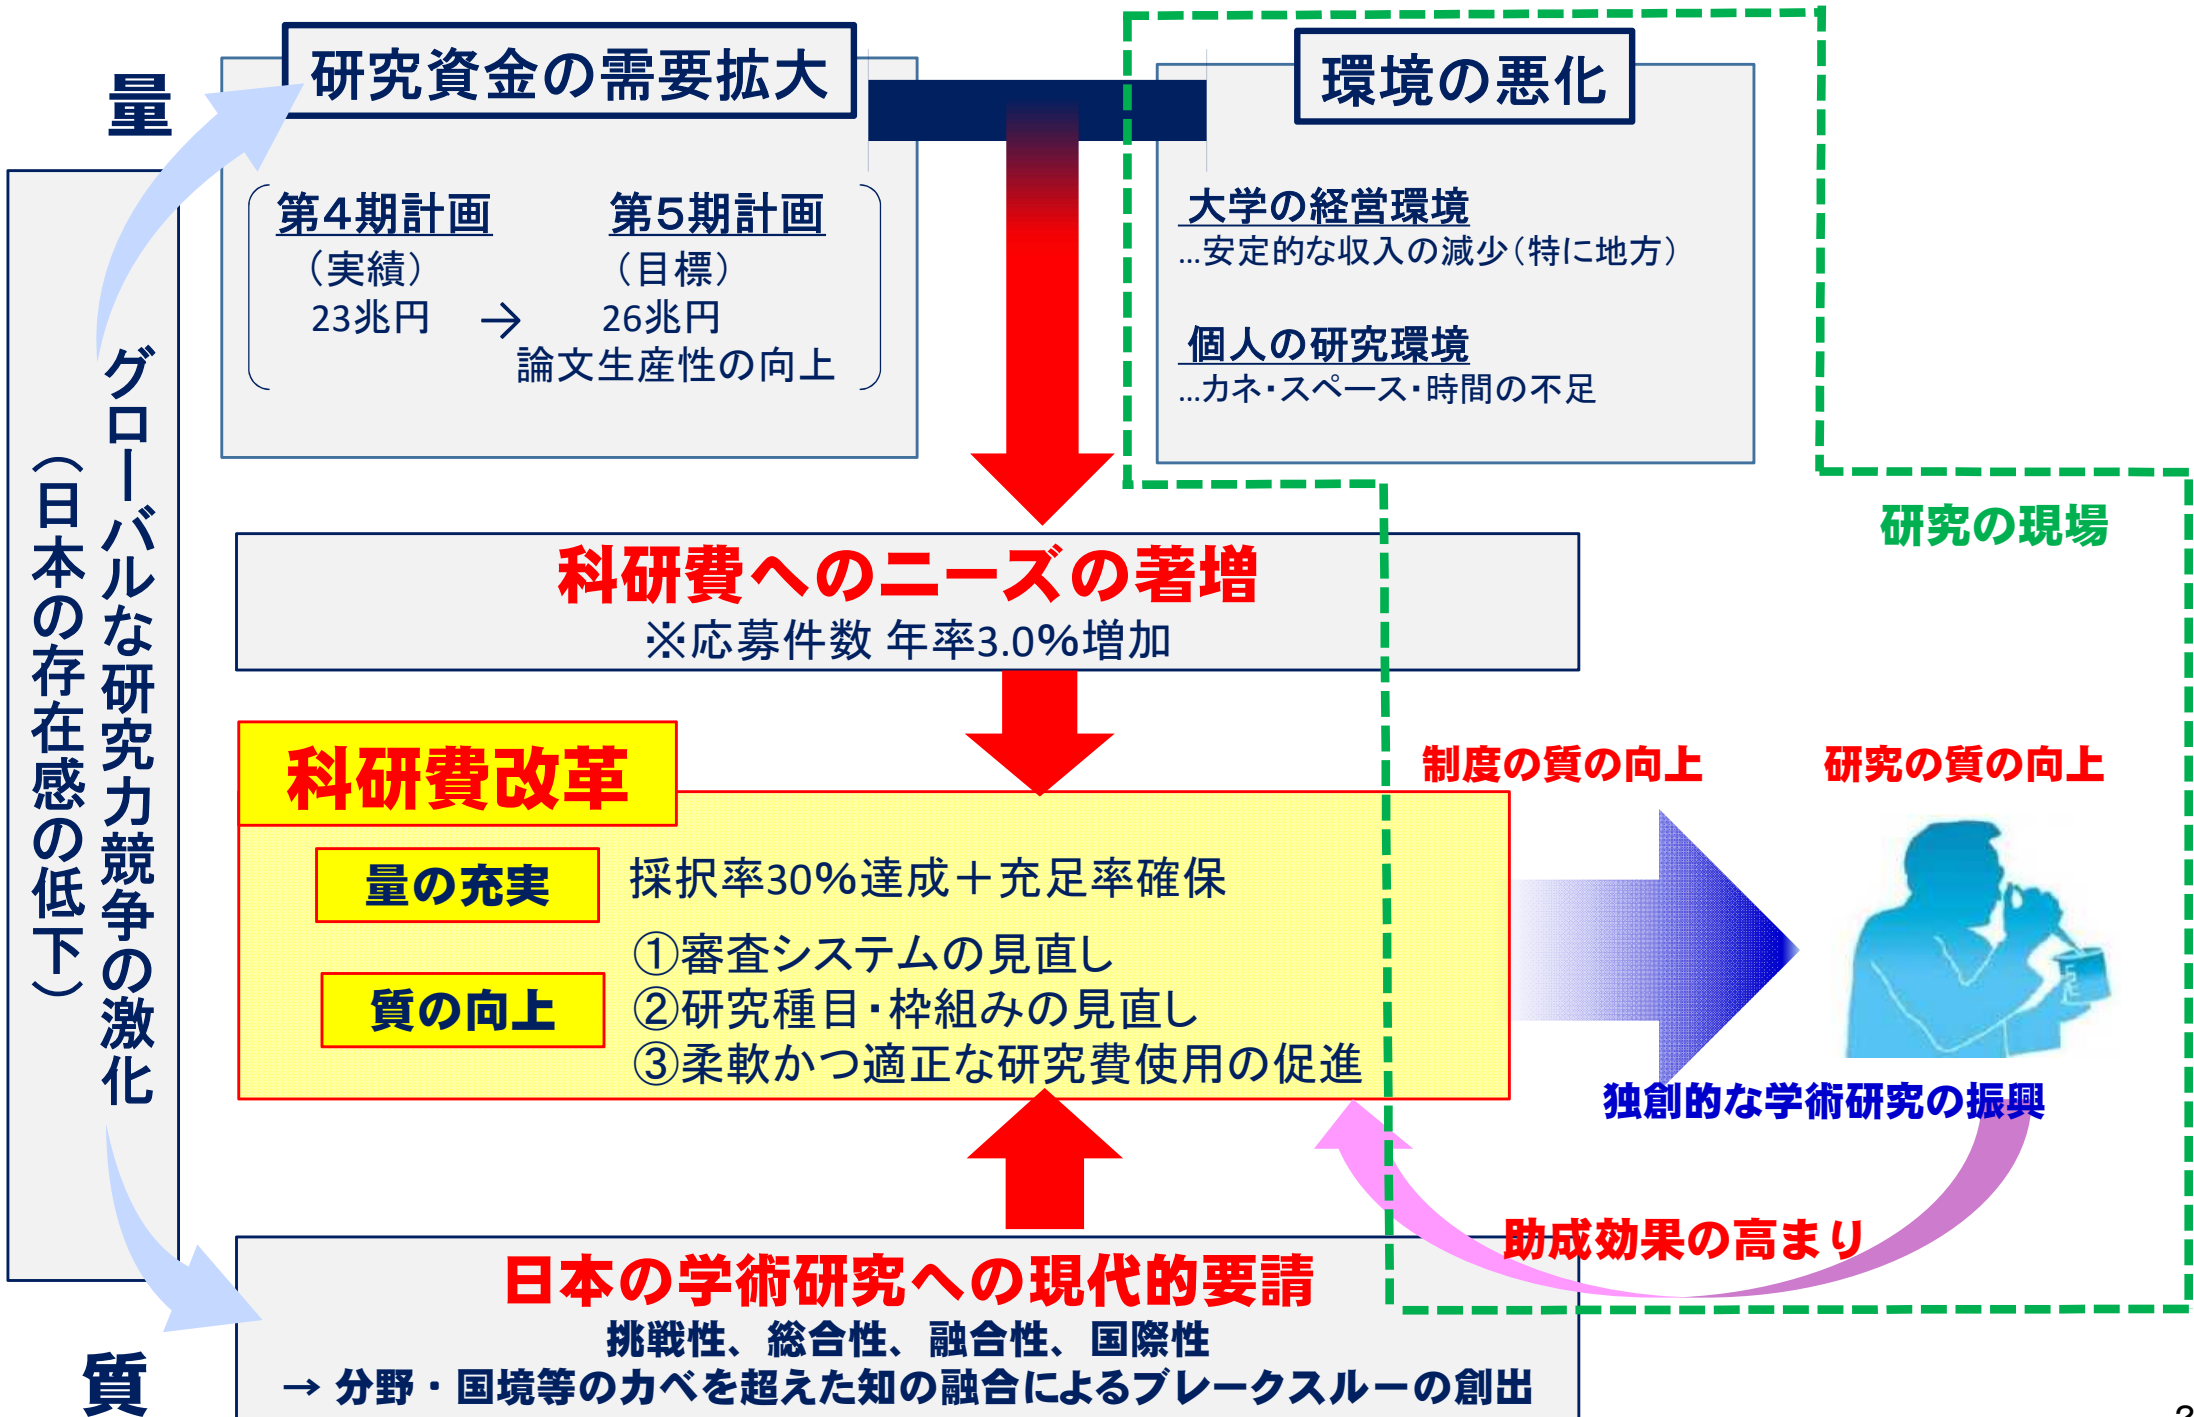 量
研究資金の需要拡大
第4期計画 第5期計画
（実績） （目標）
23兆円 → 26兆円
論文生産性の向上
環境の悪化
大学の経営環境
…安定的な収入の減少（特に地方）
個人の研究環境
…カネ・スペース・時間の不足
グローバルな研究力競争の激化
（日本の存在感の低下）
研究の現場
科研費へのニーズの著増
※応募件数 年率3.0%増加
科研費改革
量の充実
採択率30%達成＋充足率確保
質の向上
①審査システムの見直し
②研究種目・枠組みの見直し
③柔軟かつ適正な研究費使用の促進
制度の質の向上
研究の質の向上
独創的な学術研究の振興
助成効果の高まり
日本の学術研究への現代的要請
挑戦性、総合性、融合性、国際性
→ 分野・国境等のカベを超えた知の融合によるブレークスルーの創出
質